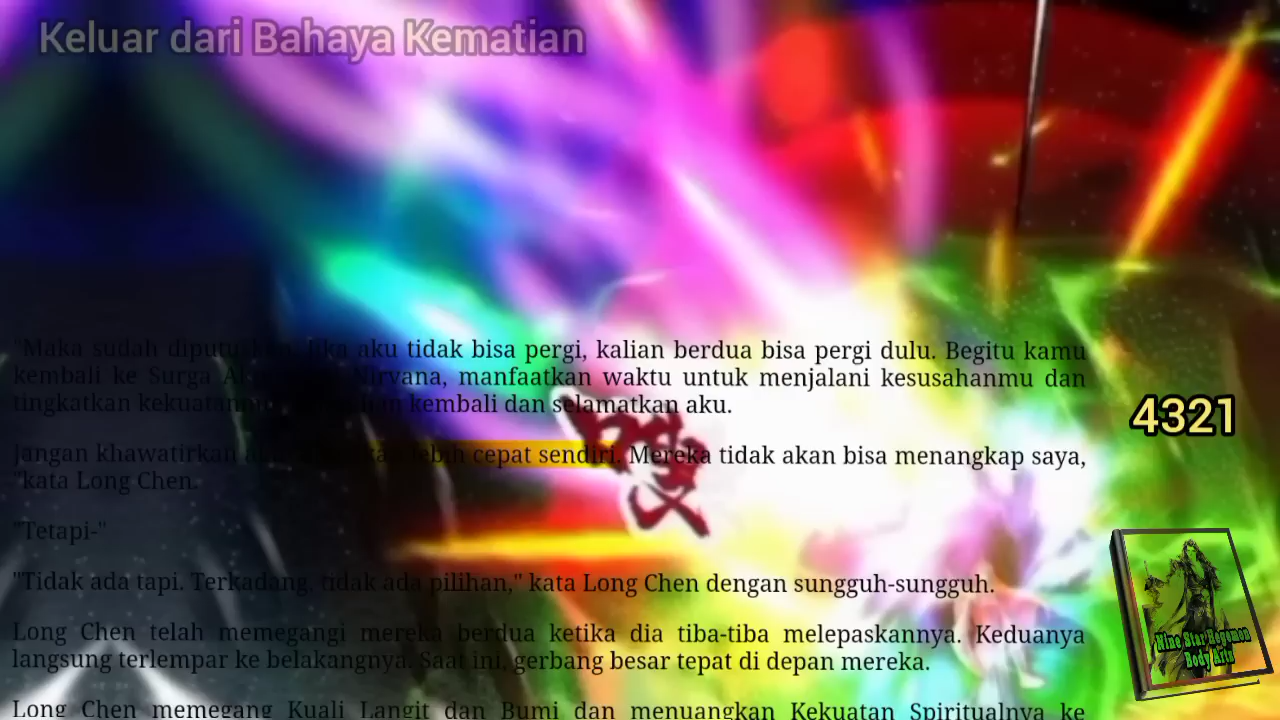 Keluar dari Bahaya Kematian
"Maka sudah diputuskan. Jika aku tidak bisa pergi, kalian berdua bisa pergi dulu. Begitu kamu
kembali ke Surga Nirvana, manfaatkan waktu untuk menjalani kesusahanmu dan
tingkatkan kekuatanmu kembali dan selamatkan aku.
4321
Jangan khawatirkan lebih cepat sendiri. Mereka tidak akan bisa menangkap saya,
"kata Long Chen.
"Tetapi-"
"Tidak ada tapi. Terkadang, tidak ada pilihan," kata Long Chen dengan sungguh-sungguh.
Long Chen telah memegangi mereka berdua ketika dia tiba-tiba melepaskannya. Keduanya
langsung terlempar ke belakangnya. Saat ini, gerbang besar tepat di depan mereka.
Nine Star Hegemon
Body Arts
Long Chen memegang Kuali Langit dan Bumi dan menuangkan Kekuatan Spiritualnya ke